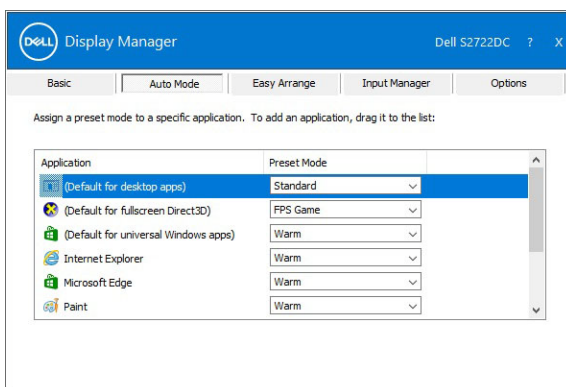 DELL Display Manager Dell S2722DC ? X
Basic Auto Mode Easy Arrange Input Manager Options
Assign a preset mode to a specific application. To add an application, drag it to the list:
Application Preset Mode
(Default for desktop apps) Standard
(Default for fullscreen Direct3D) FPS Game
(Default for universal Windows apps) Warm
Internet Explorer Warm
Microsoft Edge Warm
Paint Warm